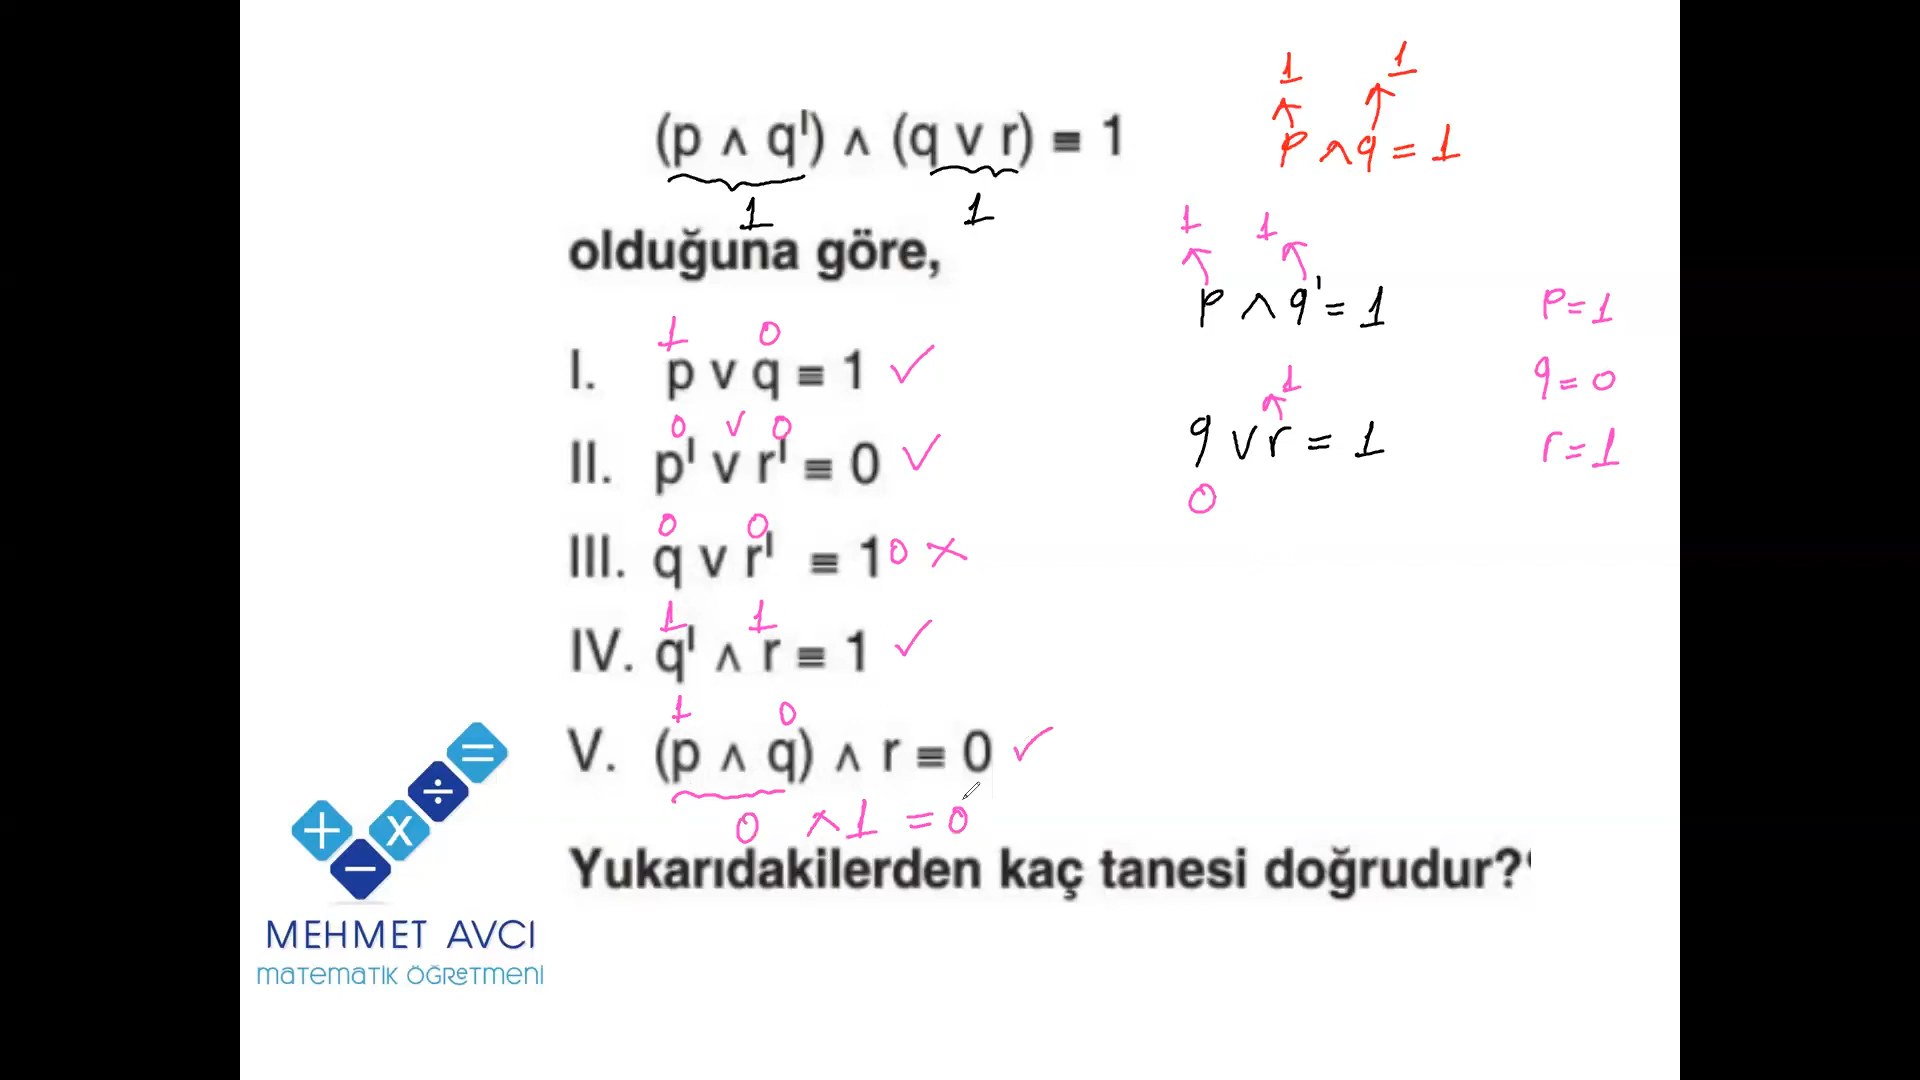 (p ∧ q') ∧ (q ∨ r) ≡ 1
1 1
olduğuna göre,
1 0
I. p ∨ q ≡ 1 ✓
0 ∨ 0
II. p' ∨ r' ≡ 0 ✓
0 0
III. q ∨ r' ≡ 1 0 ×
1 1
IV. q' ∧ r ≡ 1 ✓
1 0
V. (p ∧ q) ∧ r ≡ 0 ✓
0 ∧ 1 = 0
Yukarıdakilerden kaç tanesi doğrudur?
1 1
p ∧ q = 1
1 1
p ∧ q' = 1
1
q ∨ r = 1
0
p = 1
q = 0
r = 1
+ − × ÷ =
MEHMET AVCI
matematik öğretmeni